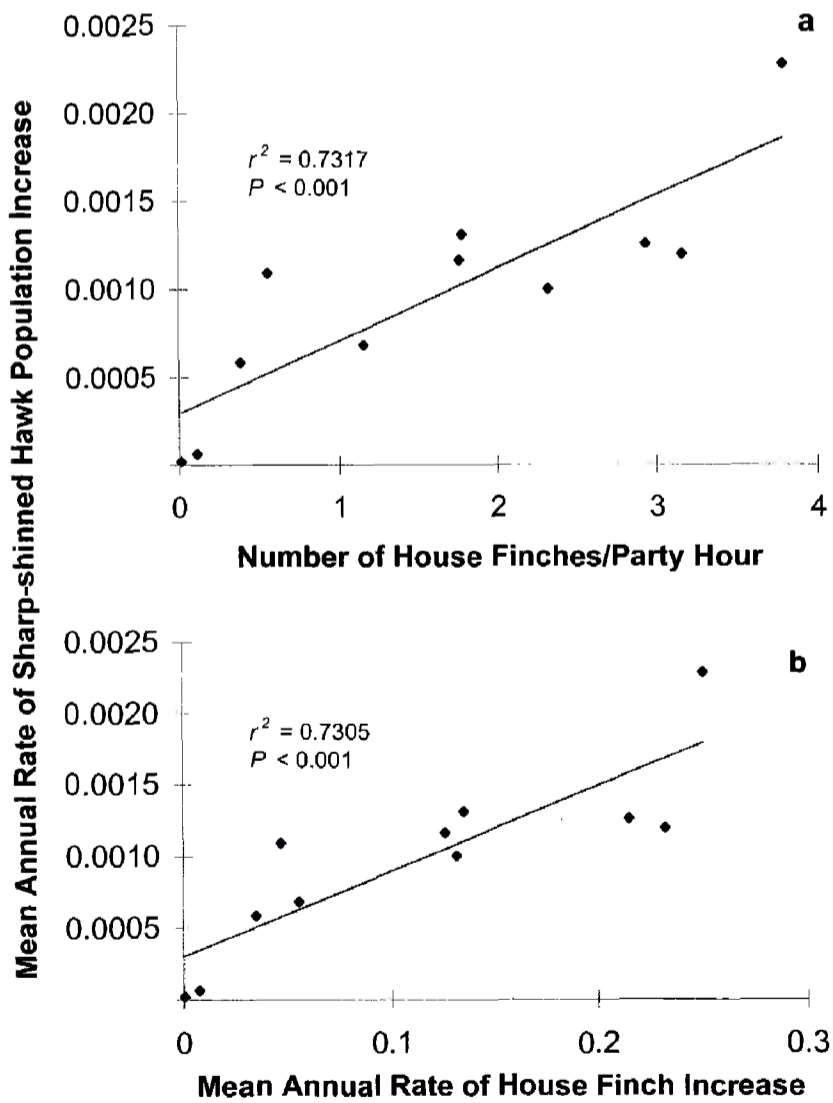 Mean Annual Rate of Sharp-shinned Hawk Population Increase
a
0.0025
0.0020
0.0015
0.0010
0.0005
r² = 0.7317
P < 0.001
0 1 2 3 4
Number of House Finches/Party Hour
b
0.0025
0.0020
0.0015
0.0010
0.0005
r² = 0.7305
P < 0.001
0 0.1 0.2 0.3
Mean Annual Rate of House Finch Increase